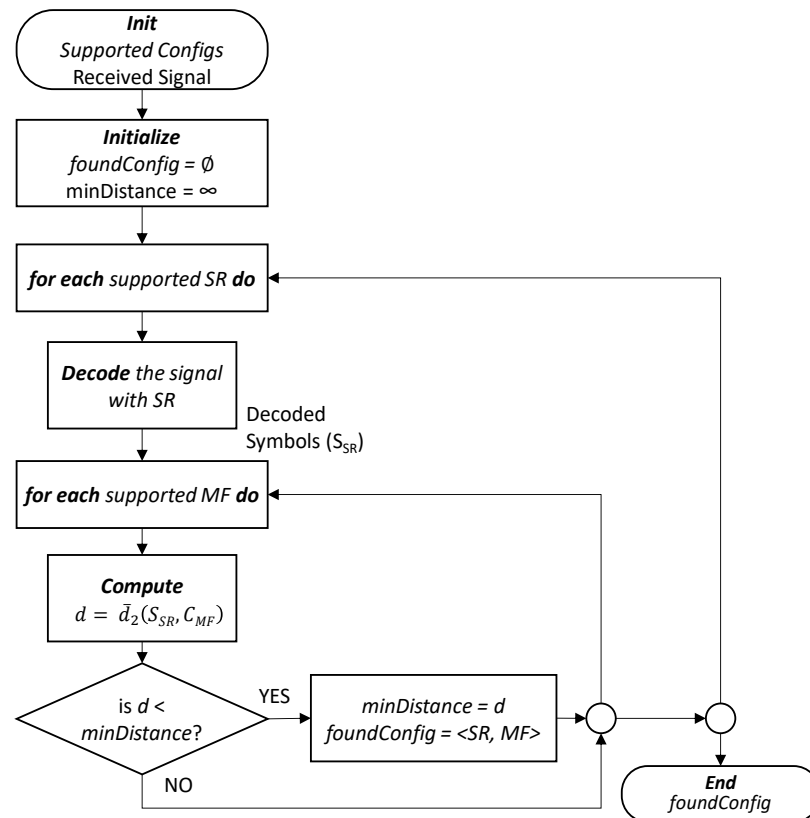 Init
Supported Configs
Received Signal
Initialize
foundConfig = ∅
minDistance = ∞
for each supported SR do
Decode the signal
with SR
Decoded
Symbols (S_SR)
for each supported MF do
Compute
d = d̄₂(S_SR, C_MF)
is d <
minDistance?
YES
minDistance = d
foundConfig = <SR, MF>
NO
End
foundConfig